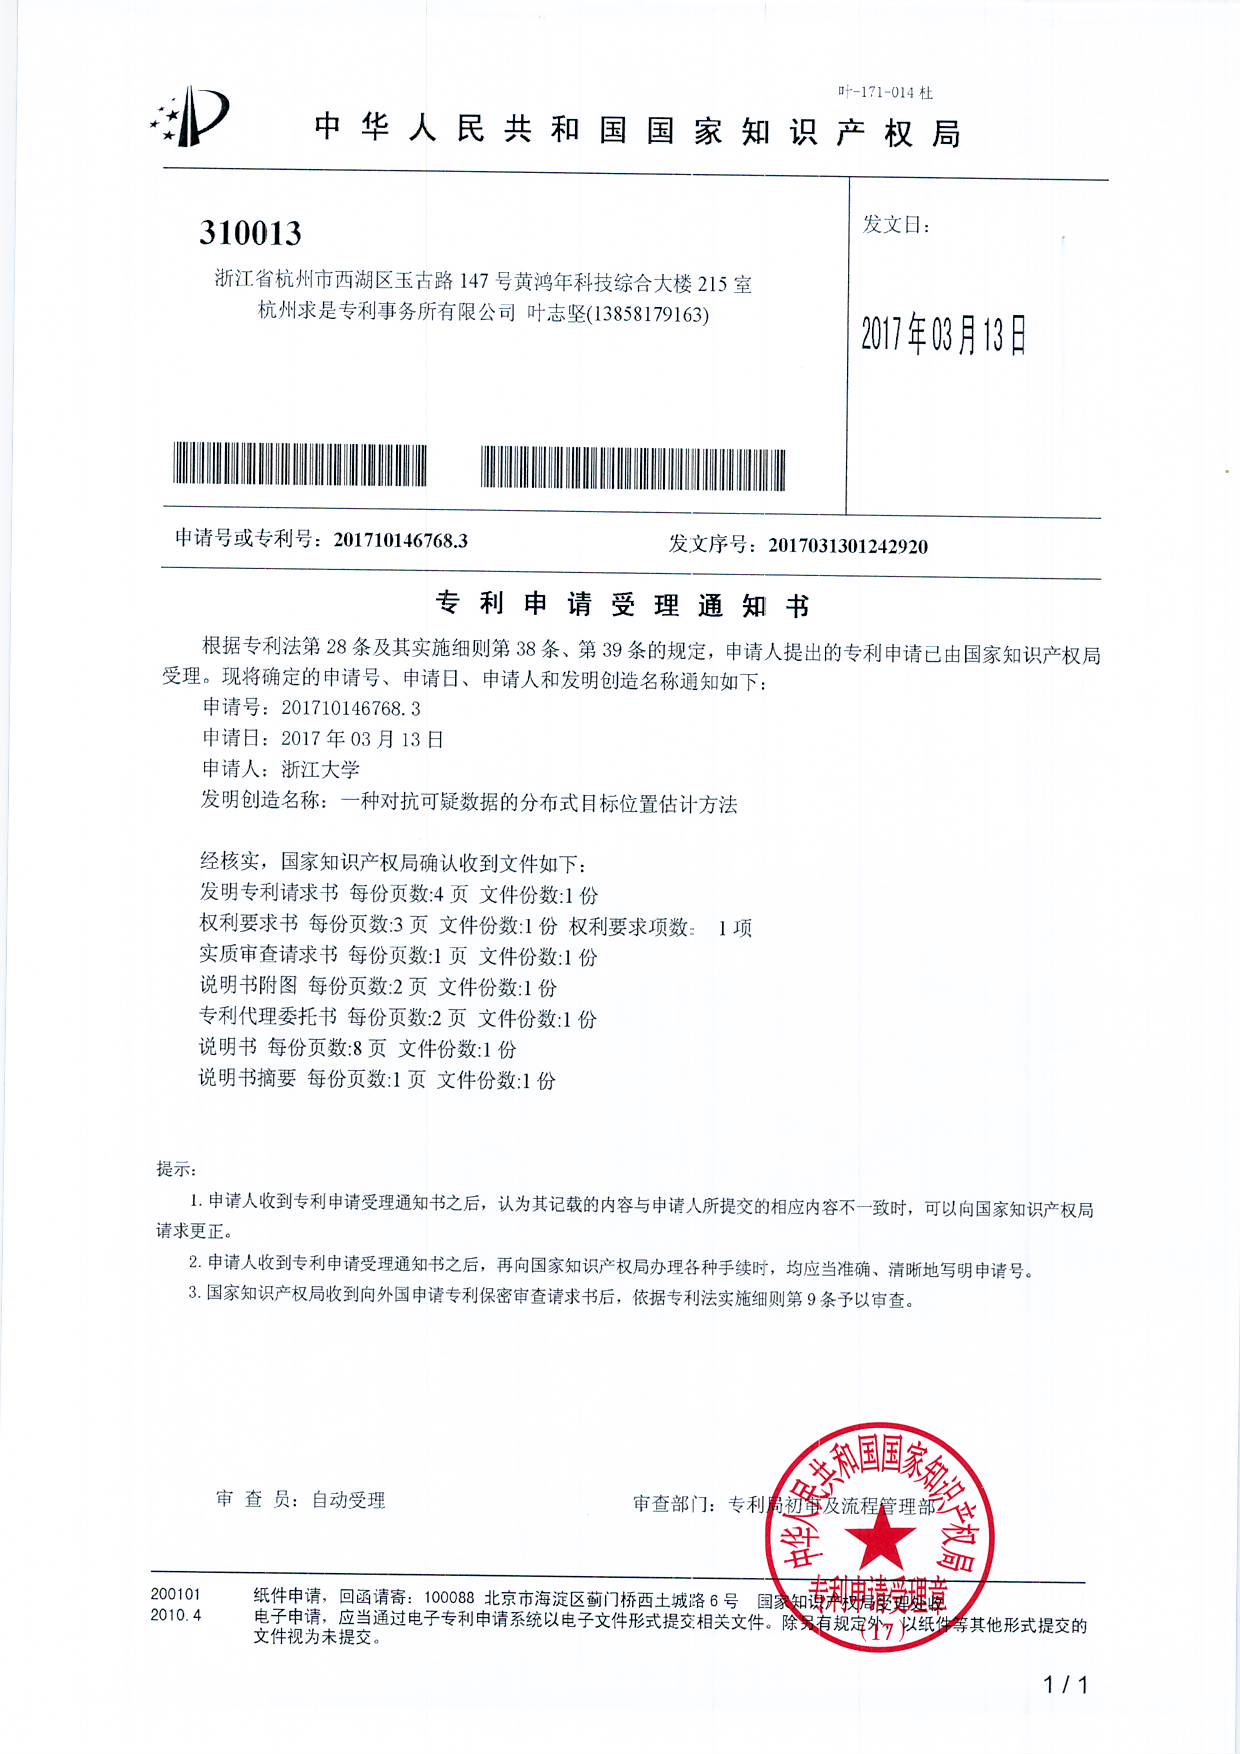 叶-171-014 杜
中华人民共和国国家知识产权局
310013
浙江省杭州市西湖区玉古路 147 号黄鸿年科技综合大楼 215 室
杭州求是专利事务所有限公司 叶志坚(13858179163)
发文日：
2017年03月13日
申请号或专利号：201710146768.3
发文序号：2017031301242920
专利申请受理通知书
根据专利法第 28 条及其实施细则第 38 条、第 39 条的规定，申请人提出的专利申请已由国家知识产权局
受理。现将确定的申请号、申请日、申请人和发明创造名称通知如下：
申请号：201710146768.3
申请日：2017 年 03 月 13 日
申请人：浙江大学
发明创造名称：一种对抗可疑数据的分布式目标位置估计方法
经核实，国家知识产权局确认收到文件如下：
发明专利请求书 每份页数:4 页 文件份数:1 份
权利要求书 每份页数:3 页 文件份数:1 份 权利要求项数： 1 项
实质审查请求书 每份页数:1 页 文件份数:1 份
说明书附图 每份页数:2 页 文件份数:1 份
专利代理委托书 每份页数:2 页 文件份数:1 份
说明书 每份页数:8 页 文件份数:1 份
说明书摘要 每份页数:1 页 文件份数:1 份
提示：
1. 申请人收到专利申请受理通知书之后，认为其记载的内容与申请人所提交的相应内容不一致时，可以向国家知识产权局
请求更正。
2. 申请人收到专利申请受理通知书之后，再向国家知识产权局办理各种手续时，均应当准确、清晰地写明申请号。
3. 国家知识产权局收到向外国申请专利保密审查请求书后，依据专利法实施细则第 9 条予以审查。
审 查 员：自动受理
审查部门：专利局初审及流程管理部
中华人民共和国国家知识产权局
专利申请受理章
(17)
200101
2010.4
纸件申请，回函请寄：100088 北京市海淀区蓟门桥西土城路 6 号 国家知识产权局受理处收
电子申请，应当通过电子专利申请系统以电子文件形式提交相关文件。除另有规定外，以纸件等其他形式提交的
文件视为未提交。
1 / 1